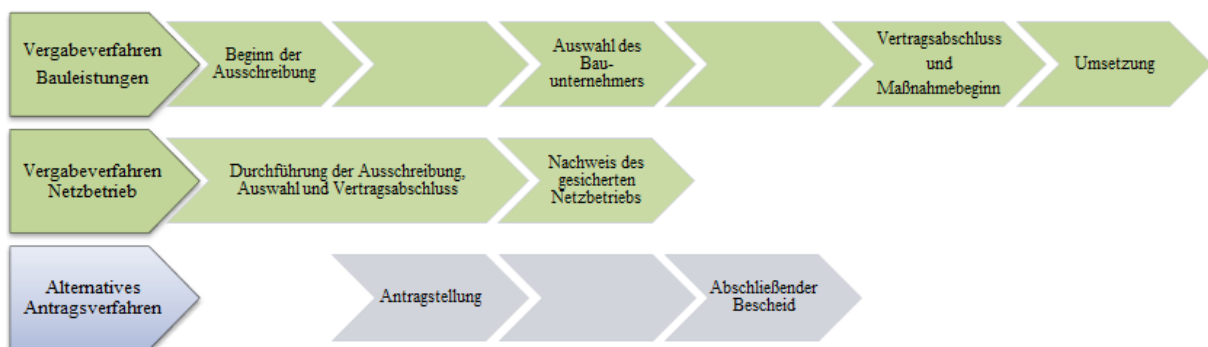 Vergabeverfahren
Bauleistungen
Beginn der
Ausschreibung
Auswahl des
Bau-
unternehmers
Vertragsabschluss
und
Maßnahmebeginn
Umsetzung
Vergabeverfahren
Netzbetrieb
Durchführung der Ausschreibung,
Auswahl und Vertragsabschluss
Nachweis des
gesicherten
Netzbetriebs
Alternatives
Antragsverfahren
Antragstellung
Abschließender
Bescheid